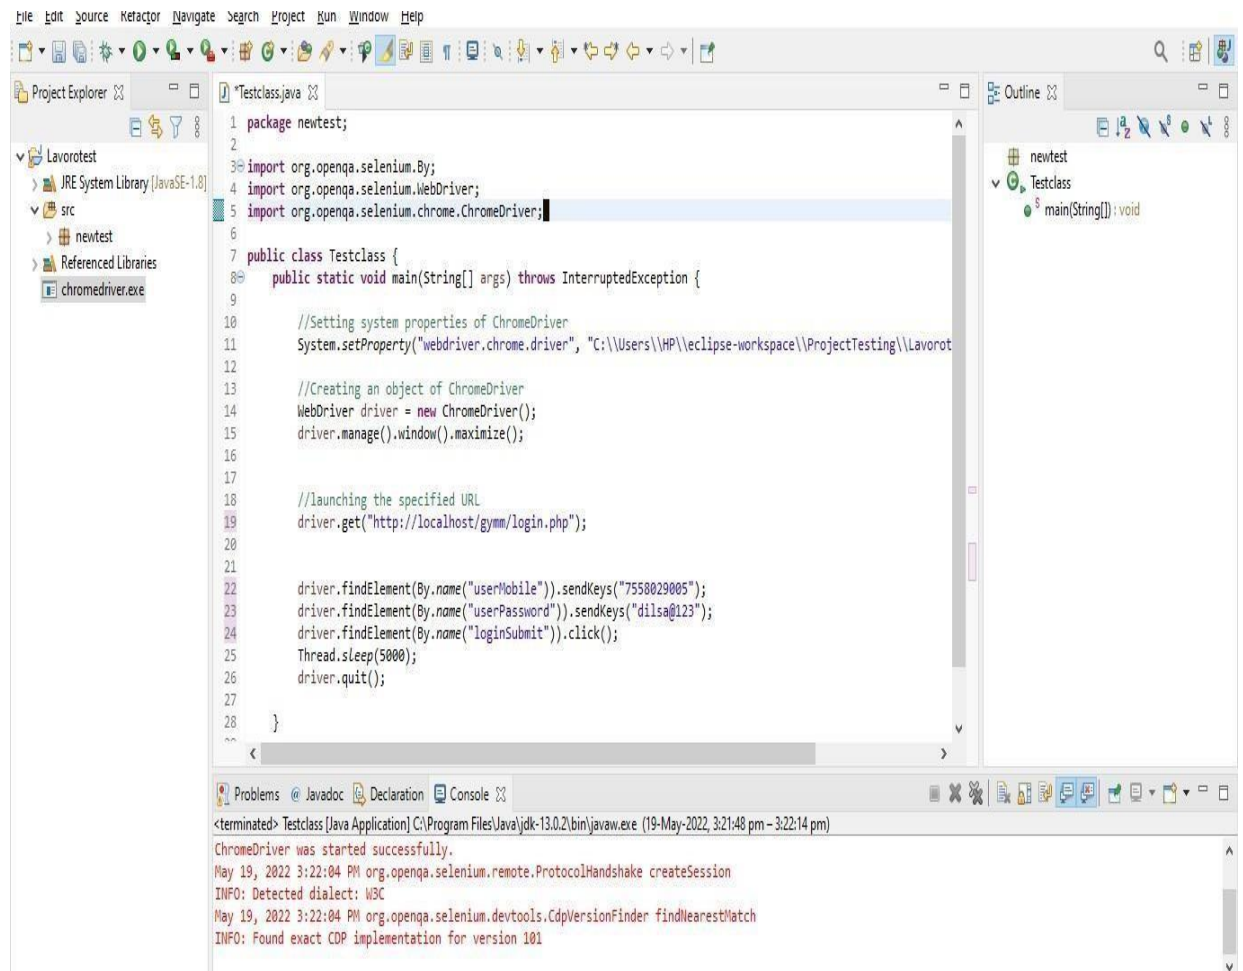 File Edit Source Refactor Navigate Search Project Run Window Help
Project Explorer
Lavorotest
JRE System Library [JavaSE-1.8]
src
newtest
Referenced Libraries
chromedriver.exe
*Testclass.java
1 package newtest;
2
3 import org.openqa.selenium.By;
4 import org.openqa.selenium.WebDriver;
5 import org.openqa.selenium.chrome.ChromeDriver;
6
7 public class Testclass {
8 public static void main(String[] args) throws InterruptedException {
9
10 //Setting system properties of ChromeDriver
11 System.setProperty("webdriver.chrome.driver", "C:\\Users\\HP\\eclipse-workspace\\ProjectTesting\\Lavorot
12
13 //Creating an object of ChromeDriver
14 WebDriver driver = new ChromeDriver();
15 driver.manage().window().maximize();
16
17
18 //launching the specified URL
19 driver.get("http://localhost/gymm/login.php");
20
21
22 driver.findElement(By.name("userMobile")).sendKeys("7558029005");
23 driver.findElement(By.name("userPassword")).sendKeys("dilsa@123");
24 driver.findElement(By.name("loginSubmit")).click();
25 Thread.sleep(5000);
26 driver.quit();
27
28 }
Outline
newtest
Testclass
main(String[]) : void
Problems @ Javadoc Declaration Console
<terminated> Testclass [Java Application] C:\Program Files\Java\jdk-13.0.2\bin\javaw.exe (19-May-2022, 3:21:48 pm – 3:22:14 pm)
ChromeDriver was started successfully.
May 19, 2022 3:22:04 PM org.openqa.selenium.remote.ProtocolHandshake createSession
INFO: Detected dialect: W3C
May 19, 2022 3:22:04 PM org.openqa.selenium.devtools.CdpVersionFinder findNearestMatch
INFO: Found exact CDP implementation for version 101